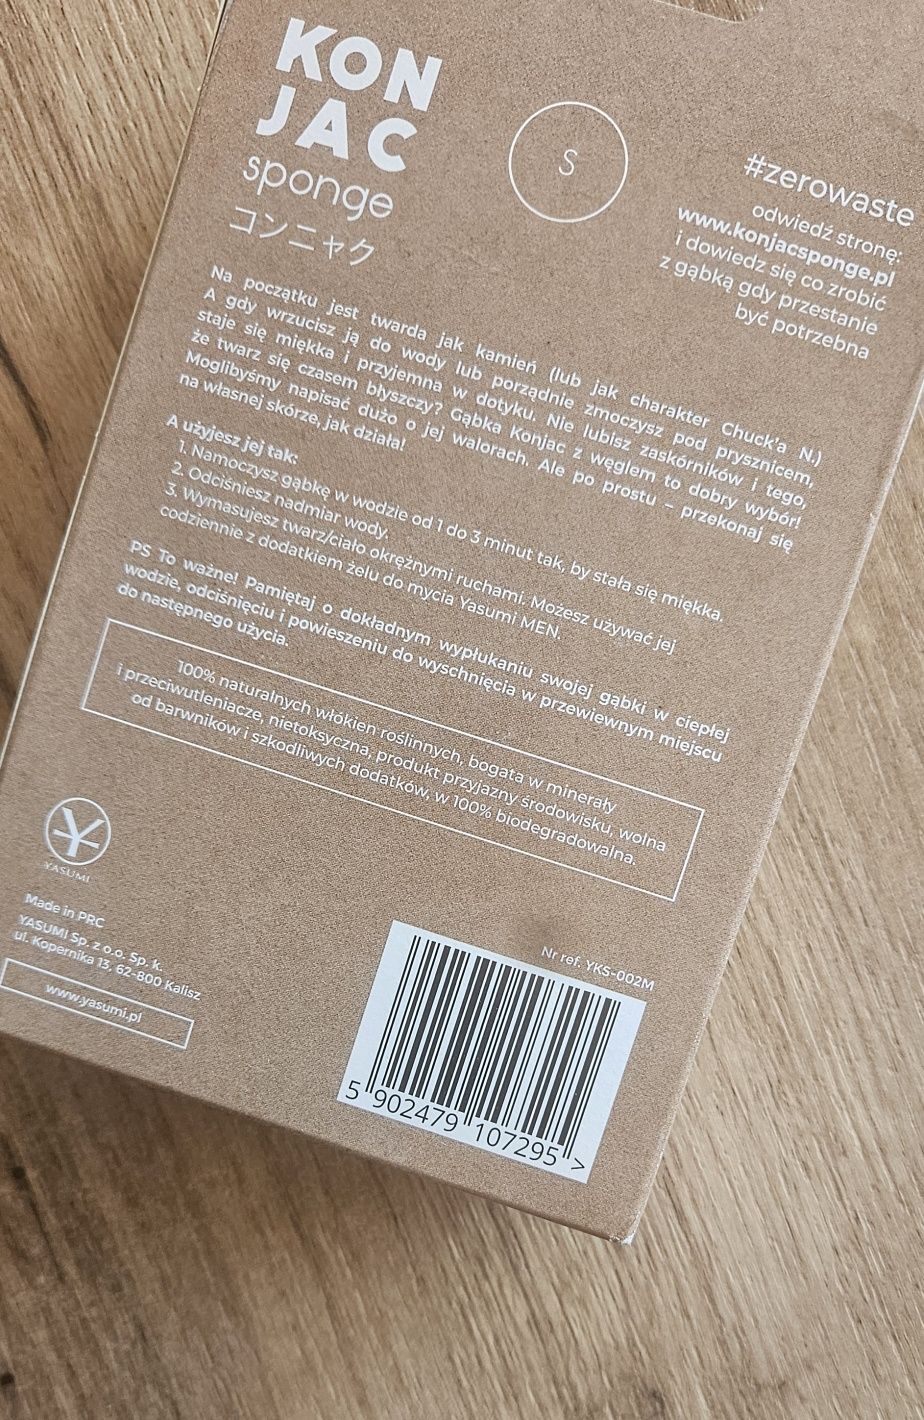 KON
JAC
sponge
コンニャク
S
#zerowaste
odwiedź stronę:
www.konjacsponge.pl
i dowiedz się co zrobić
z gąbką gdy przestanie
być potrzebna
Na początku jest twarda jak kamień (lub jak charakter Chuck'a N.)
A gdy wrzucisz ją do wody lub porządnie zmoczysz pod prysznicem,
staje się miękka i przyjemna w dotyku. Nie lubisz zaskórników i tego,
że twarz się czasem błyszczy? Gąbka Konjac z węglem to dobry wybór!
Moglibyśmy napisać dużo o jej walorach. Ale po prostu – przekonaj się
na własnej skórze, jak działa!
A użyjesz jej tak:
1. Namoczysz gąbkę w wodzie od 1 do 3 minut tak, by stała się miękka.
2. Odciśniesz nadmiar wody.
3. Wymasujesz twarz/ciało okrężnymi ruchami. Możesz używać jej
codziennie z dodatkiem żelu do mycia Yasumi MEN.
PS To ważne! Pamiętaj o dokładnym wypłukaniu swojej gąbki w ciepłej
wodzie, odciśnięciu i powieszeniu do wyschnięcia w przewiewnym miejscu
do następnego użycia.
100% naturalnych włókien roślinnych, bogata w minerały
i przeciwutleniacze, nietoksyczna, produkt przyjazny środowisku, wolna
od barwników i szkodliwych dodatków, w 100% biodegradowalna.
YASUMI
Made in PRC
YASUMI Sp. z o.o. Sp. k.
ul. Kopernika 13, 62-800 Kalisz
www.yasumi.pl
Nr ref. YKS-002M
5 902479 107295 >